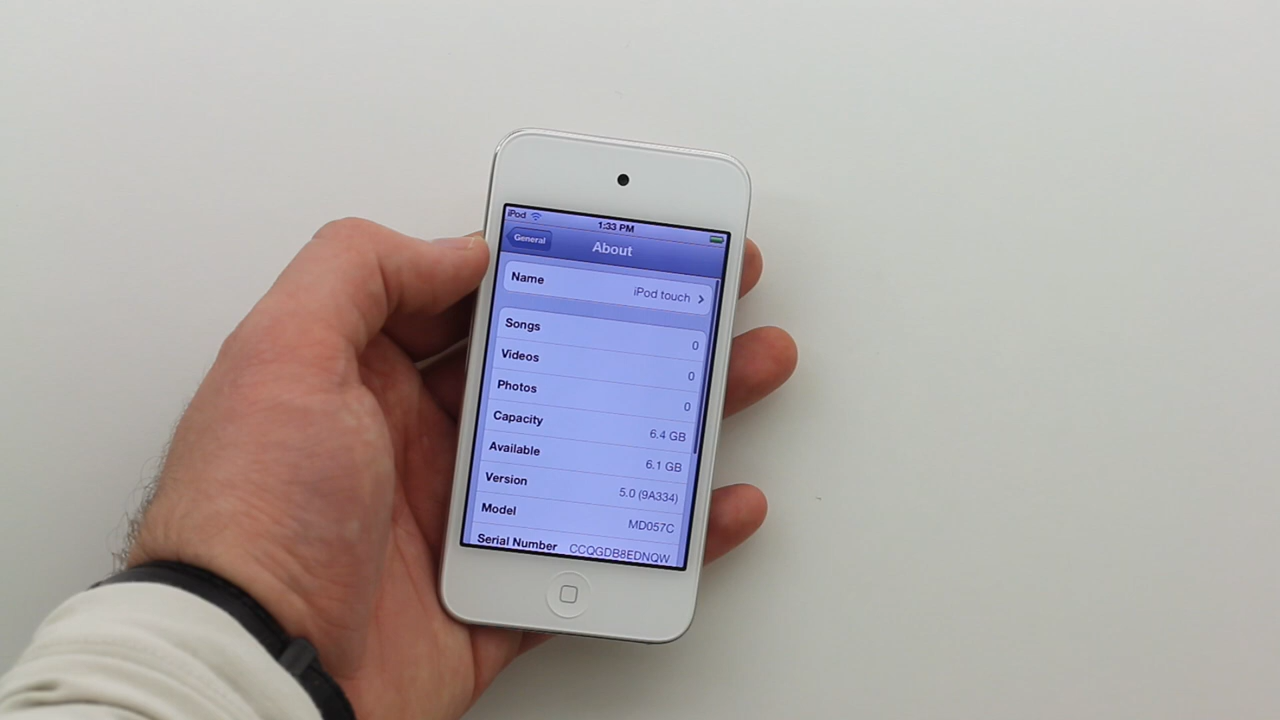 iPod 1:33 PM
General About
Name iPod touch
Songs 0
Videos 0
Photos 0
Capacity 6.4 GB
Available 6.1 GB
Version 5.0 (9A334)
Model MD057C
Serial Number CCQGDB8EDNQW